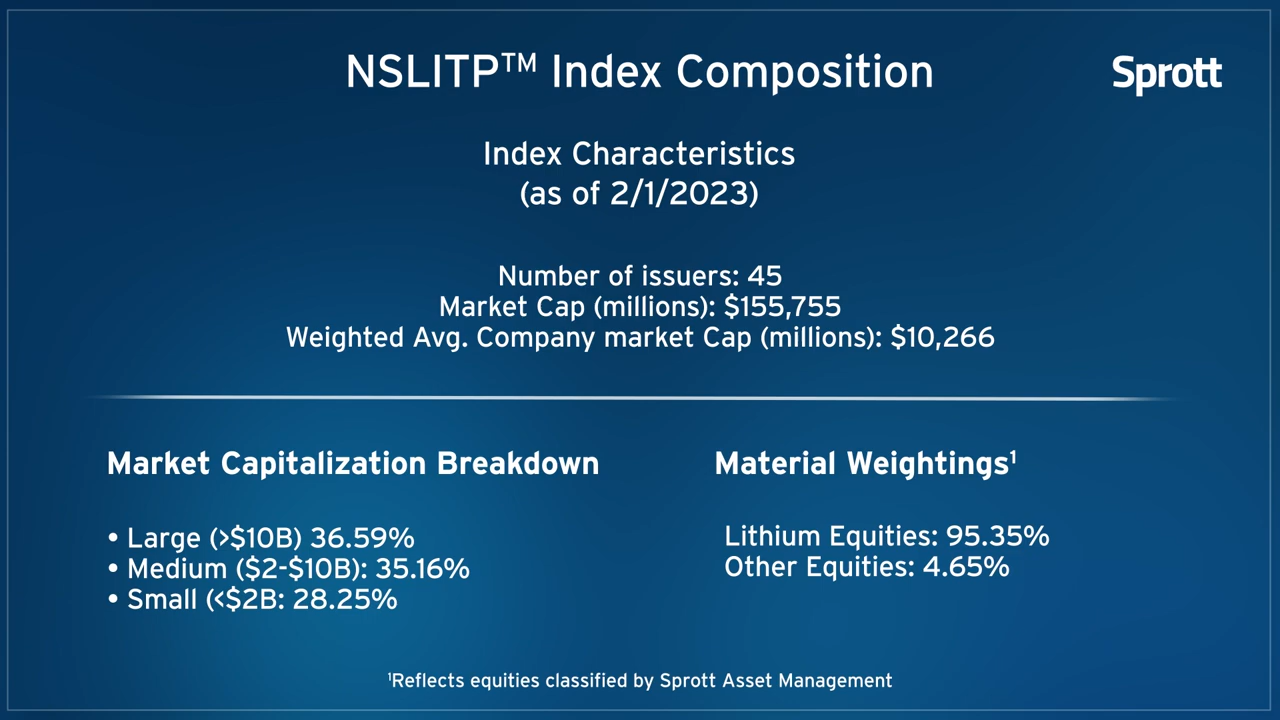 NSLITP™ Index Composition
Sprott
Index Characteristics
(as of 2/1/2023)
Number of issuers: 45
Market Cap (millions): $155,755
Weighted Avg. Company market Cap (millions): $10,266
Market Capitalization Breakdown
• Large (>$10B) 36.59%
• Medium ($2-$10B): 35.16%
• Small (<$2B: 28.25%
Material Weightings¹
Lithium Equities: 95.35%
Other Equities: 4.65%
¹Reflects equities classified by Sprott Asset Management